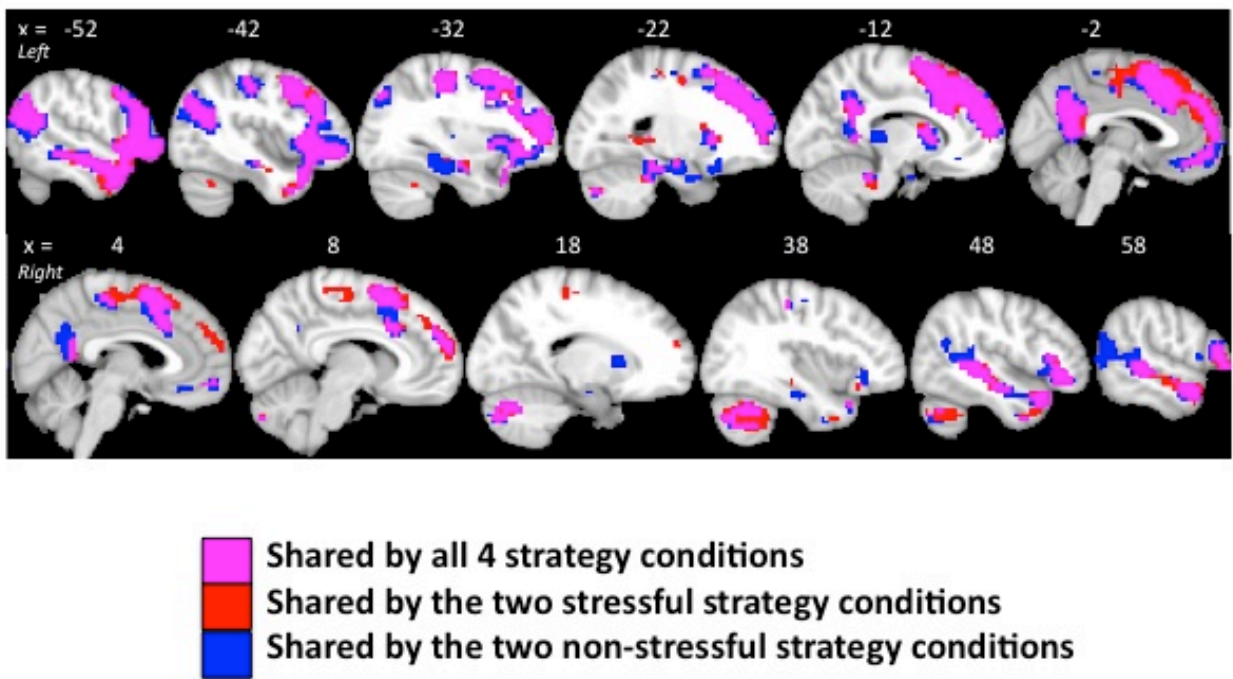 x = -52 -42 -32 -22 -12 -2
Left
x = 4 8 18 38 48 58
Right
Shared by all 4 strategy conditions
Shared by the two stressful strategy conditions
Shared by the two non-stressful strategy conditions